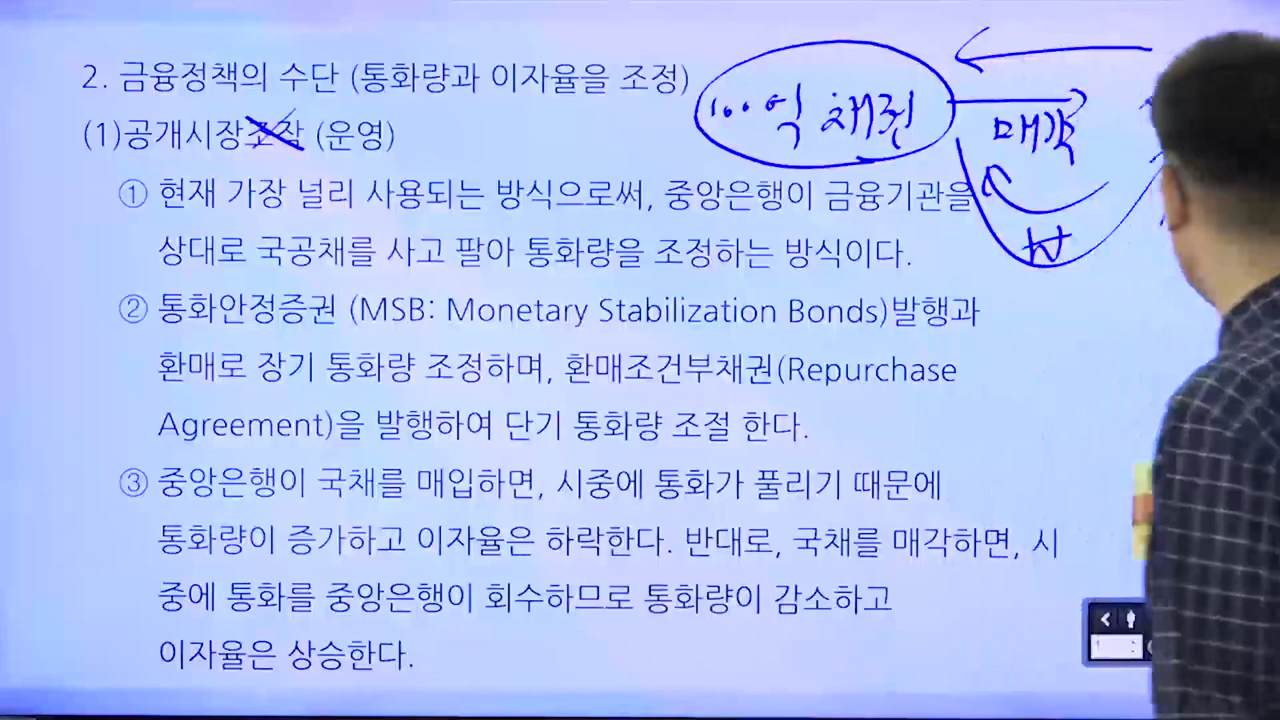 2. 금융정책의 수단 (통화량과 이자율을 조정)
100억 채권
매각
(1)공개시장조작 (운영)
① 현재 가장 널리 사용되는 방식으로써, 중앙은행이 금융기관을
상대로 국공채를 사고 팔아 통화량을 조정하는 방식이다.
₩
② 통화안정증권 (MSB: Monetary Stabilization Bonds)발행과
환매로 장기 통화량 조정하며, 환매조건부채권(Repurchase
Agreement)을 발행하여 단기 통화량 조절 한다.
③ 중앙은행이 국채를 매입하면, 시중에 통화가 풀리기 때문에
통화량이 증가하고 이자율은 하락한다. 반대로, 국채를 매각하면, 시
중에 통화를 중앙은행이 회수하므로 통화량이 감소하고
이자율은 상승한다.